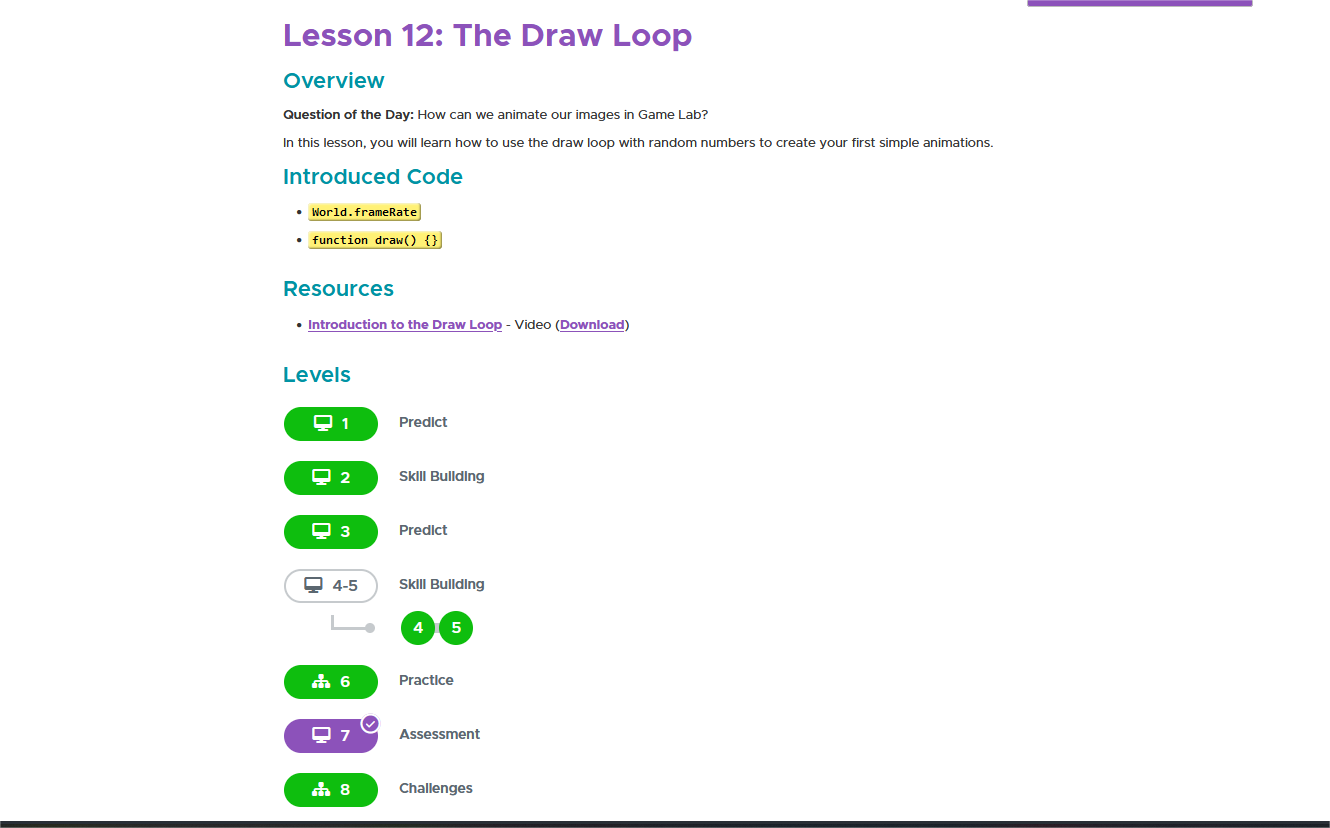 Lesson 12: The Draw Loop
Overview
Question of the Day: How can we animate our images in Game Lab?
In this lesson, you will learn how to use the draw loop with random numbers to create your first simple animations.
Introduced Code
• World.frameRate
• function draw() {}
Resources
• Introduction to the Draw Loop - Video (Download)
Levels
1 Predict
2 Skill Building
3 Predict
4-5 Skill Building
4 5
6 Practice
7 Assessment
8 Challenges